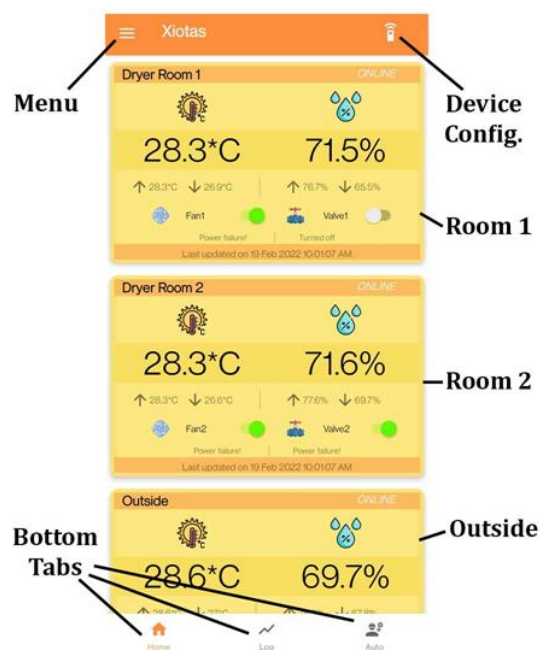 Xiotas
Menu
Device
Config.
Dryer Room 1 ONLINE
28.3*C 71.5%
28.3°C 26.9°C 76.7% 65.5%
Fan1 Valve1
Room 1
Power failure! Turned off
Last updated on 19 Feb 2022 10:01:07 AM
Dryer Room 2 ONLINE
28.3*C 71.6%
Room 2
28.3°C 26.6°C 77.6% 69.7%
Fan2 Valve2
Power failure! Power failure!
Last updated on 19 Feb 2022 10:01:07 AM
Outside ONLINE
Outside
Bottom
Tabs
28.6*C 69.7%
Home Log Auto